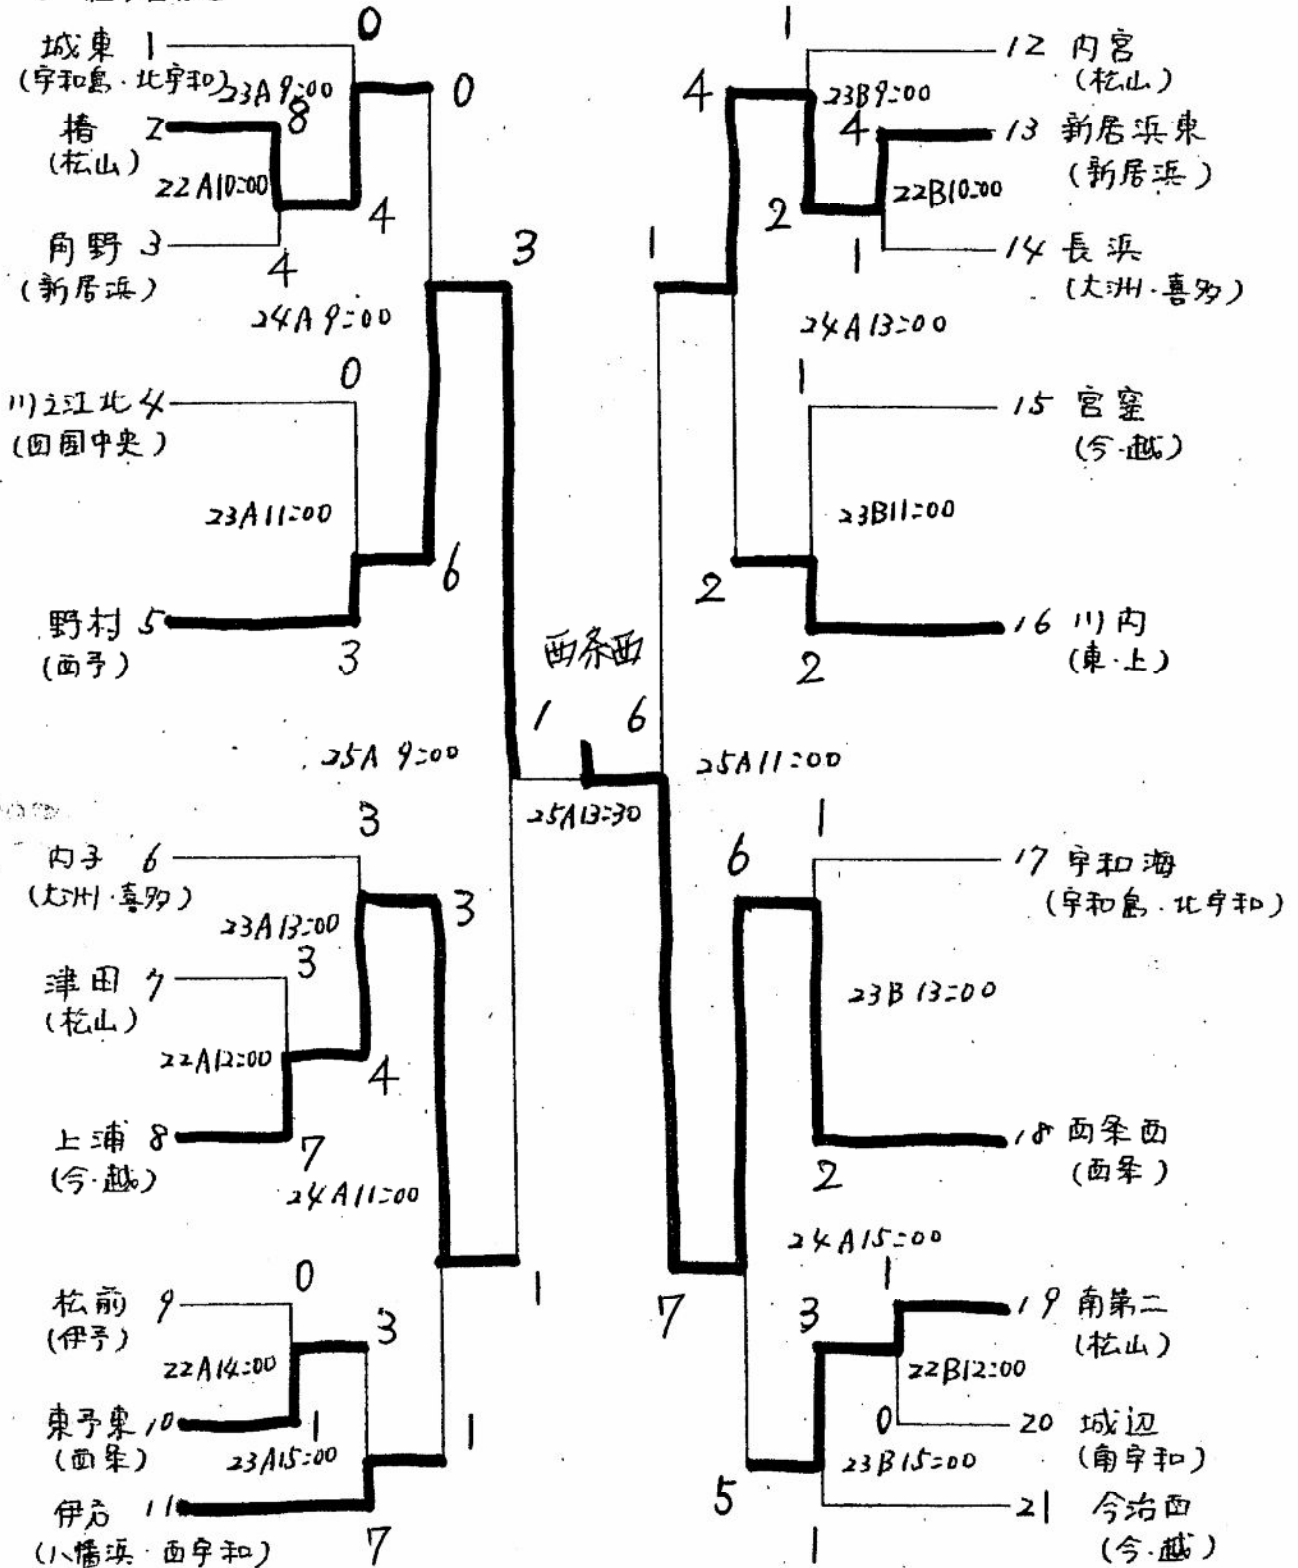 0
城東 1
(宇和島・北宇和)
23A 9:00
0
椿 2
(松山)
8
22A10:00
4
角野 3
(新居浜)
4
24A 9:00
3
0
川之江北 4
(四国中央)
23A11:00
6
野村 5
(西予)
3
25A 9:00
3
内子 6
(大洲・喜多)
23A13:00
3
津田 7
(松山)
3
22A12:00
4
上浦 8
(今・越)
7
24A11:00
1
0
松前 9
(伊予)
3
22A14:00
東予東 10
(西条)
1
23A15:00
1
伊方 11
(八幡浜・西宇和)
7
西条西
1 6
25A13:30
1
12 内宮
(松山)
4
23B9:00
4
13 新居浜東
(新居浜)
22B10:00
2
1
14 長浜
(大洲・喜多)
1
24A13:00
1
15 宮窪
(今・越)
23B11:00
2
16 川内
(東・上)
2
25A11:00
1
17 宇和海
(宇和島・北宇和)
6
23B13:00
18 西条西
(西条)
2
24A15:00
7
1
19 南第二
(松山)
3
22B12:00
0
20 城辺
(南宇和)
23B15:00
5
21 今治西
(今・越)
1